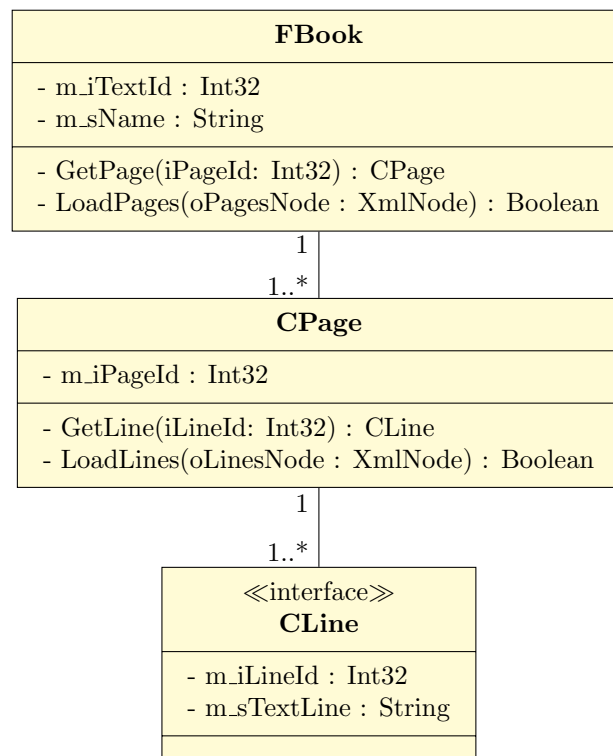 FBook
- m_iTextId : Int32
- m_sName : String
- GetPage(iPageId: Int32) : CPage
- LoadPages(oPagesNode : XmlNode) : Boolean
1
1..*
CPage
- m_iPageId : Int32
- GetLine(iLineId: Int32) : CLine
- LoadLines(oLinesNode : XmlNode) : Boolean
1
1..*
≪interface≫
CLine
- m_iLineId : Int32
- m_sTextLine : String